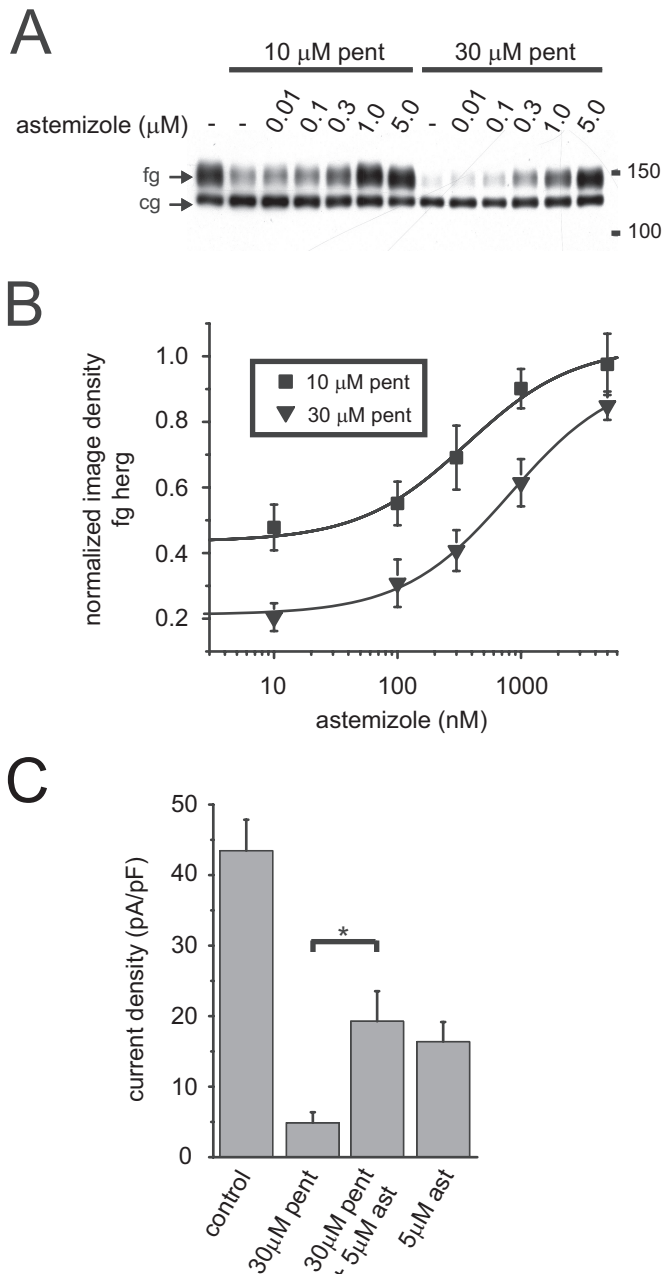 A
10 µM pent 30 µM pent
astemizole (µM) - - 0.01 0.1 0.3 1.0 5.0 - 0.01 0.1 0.3 1.0 5.0
fg 150
cg
100
B
normalized image density
fg herg
1.0
0.8
0.6
0.4
0.2
10 µM pent
30 µM pent
10 100 1000
astemizole (nM)
C
current density (pA/pF)
50
40
30
20
10
0
*
control
30µM pent
30µM pent
+ 5µM ast
5µM ast